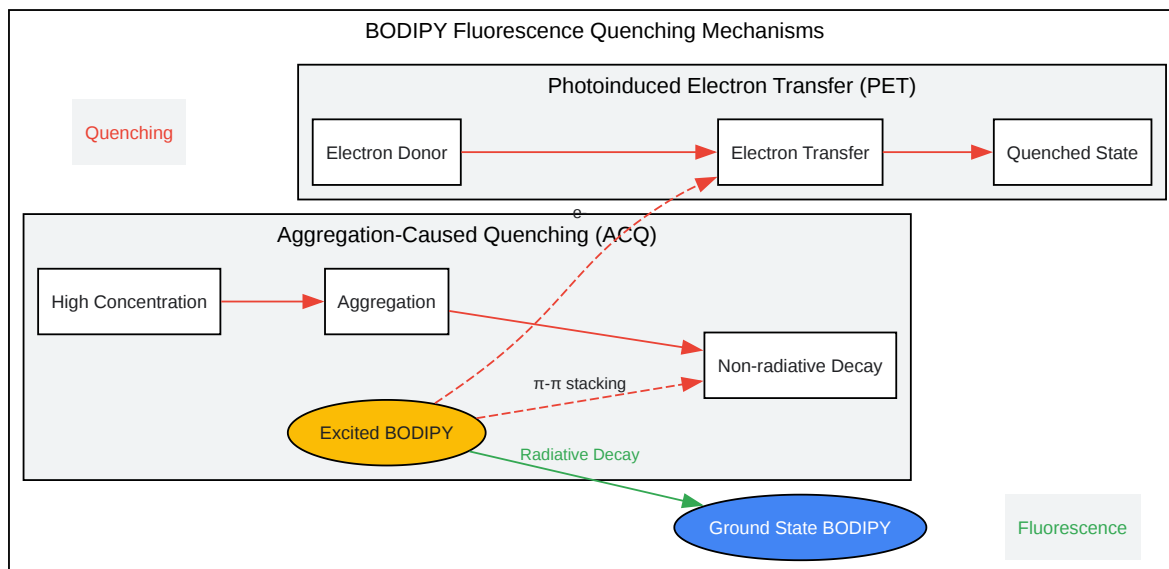 BODIPY Fluorescence Quenching Mechanisms
Photoinduced Electron Transfer (PET)
Quenching
Electron Donor
Electron Transfer
Quenched State
e
Aggregation-Caused Quenching (ACQ)
High Concentration
Aggregation
Non-radiative Decay
π-π stacking
Excited BODIPY
Radiative Decay
Ground State BODIPY
Fluorescence